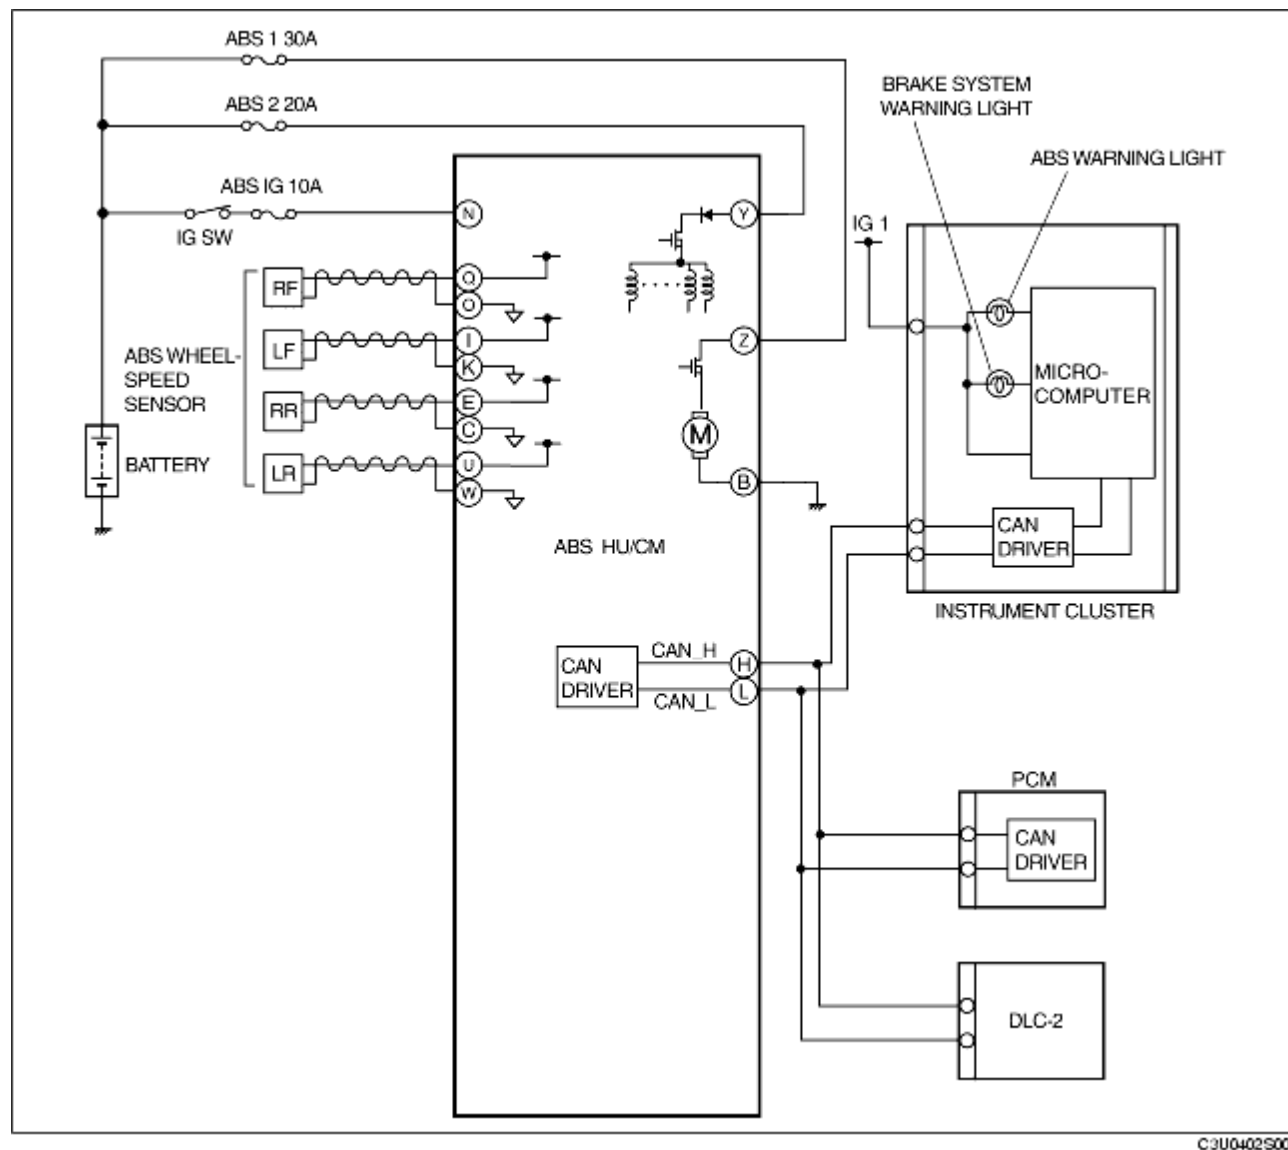 ABS 1 30A
ABS 2 20A
ABS IG 10A
IG SW
N
Y
Z
B
RF
LF
RR
LR
Q
O
I
K
E
C
U
W
ABS WHEEL-
SPEED
SENSOR
BATTERY
M
ABS HU/CM
CAN
DRIVER
CAN_H
CAN_L
H
L
BRAKE SYSTEM
WARNING LIGHT
ABS WARNING LIGHT
IG 1
MICRO-
COMPUTER
CAN
DRIVER
INSTRUMENT CLUSTER
PCM
CAN
DRIVER
DLC-2
C3U0402S00